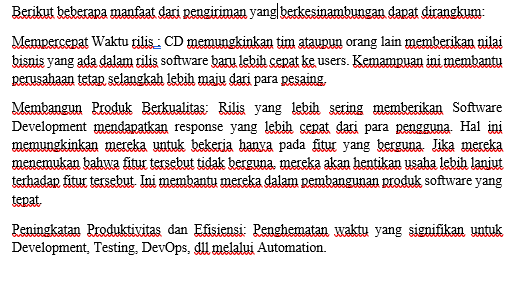 Berikut beberapa manfaat dari pengiriman yang berkesinambungan dapat dirangkum:
Mempercepat Waktu rilis : CD memungkinkan tim ataupun orang lain memberikan nilai
bisnis yang ada dalam rilis software baru lebih cepat ke users. Kemampuan ini membantu
perusahaan tetap selangkah lebih maju dari para pesaing.
Membangun Produk Berkualitas: Rilis yang lebih sering memberikan Software
Development mendapatkan response yang lebih cepat dari para pengguna. Hal ini
memungkinkan mereka untuk bekerja hanya pada fitur yang berguna. Jika mereka
menemukan bahwa fitur tersebut tidak berguna, mereka akan hentikan usaha lebih lanjut
terhadap fitur tersebut. Ini membantu mereka dalam pembangunan produk software yang
tepat.
Peningkatan Produktivitas dan Efisiensi: Penghematan waktu yang signifikan untuk
Development, Testing, DevOps, dll melalui Automation.